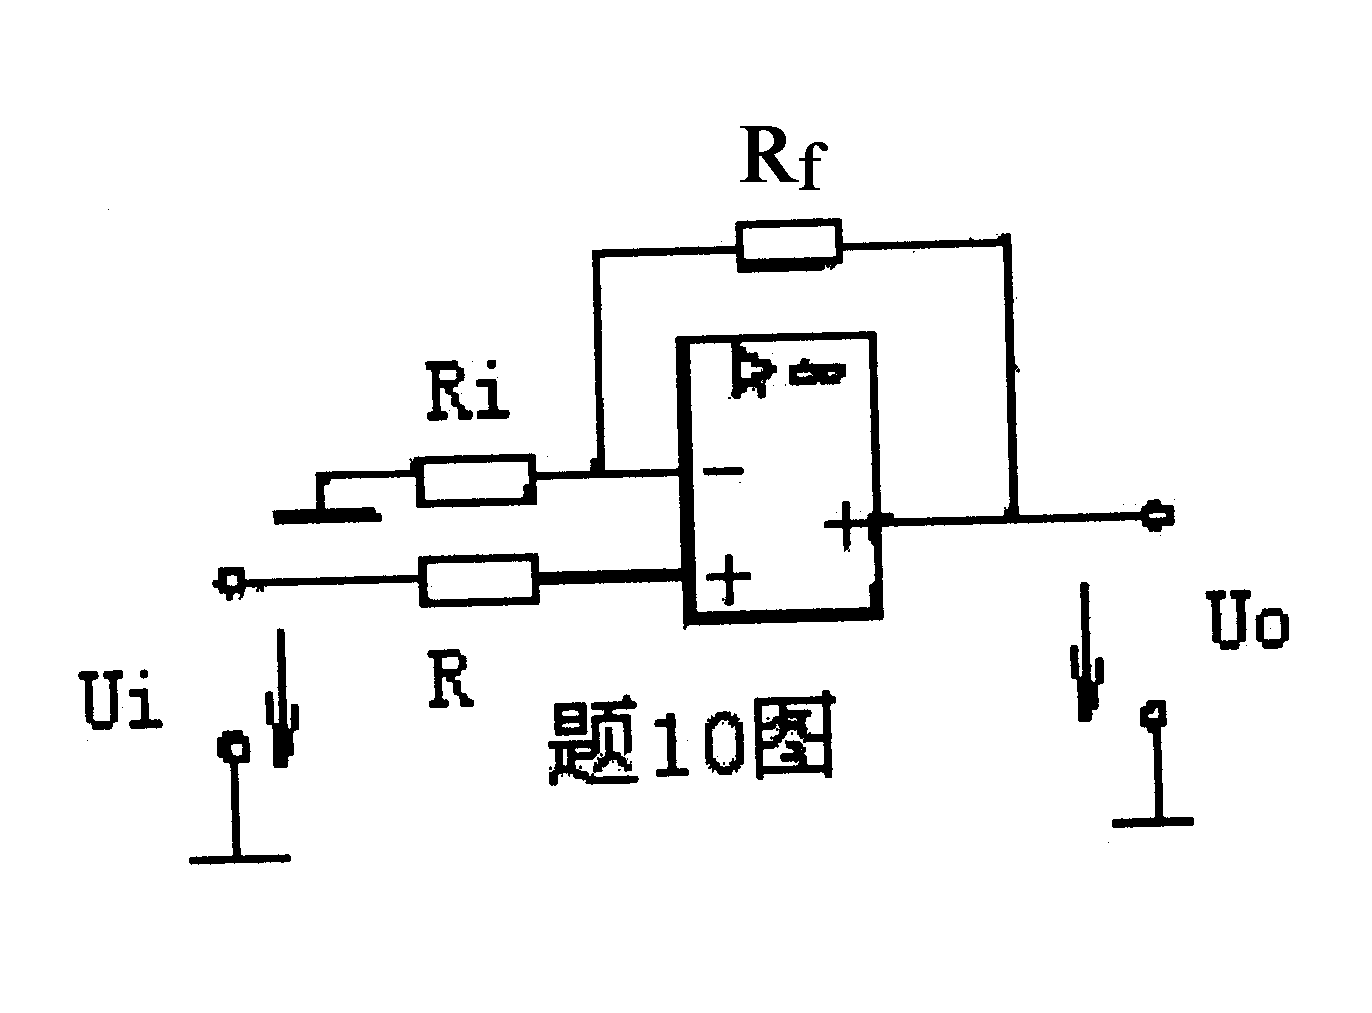 Rf
Ri
▷ ∞
−
+
+
R
Ui
Uo
题10图